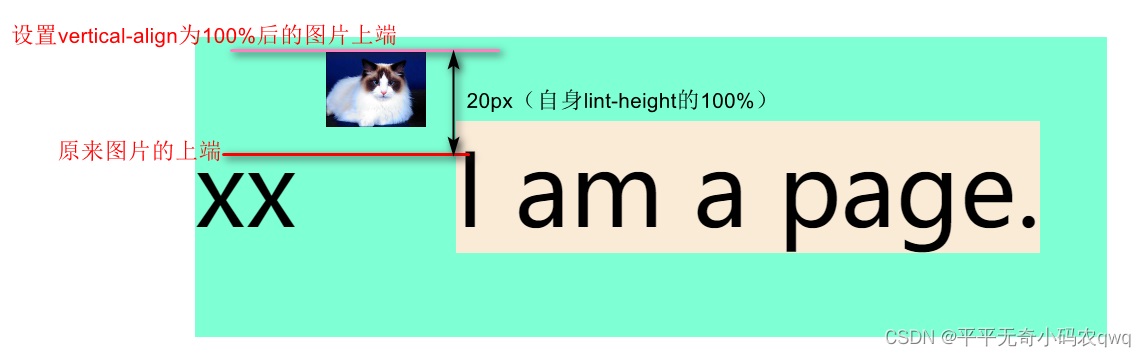 设置vertical-align为100%后的图片上端
20px（自身lint-height的100%）
原来图片的上端
xx I am a page.
CSDN @平平无奇小码农qwq